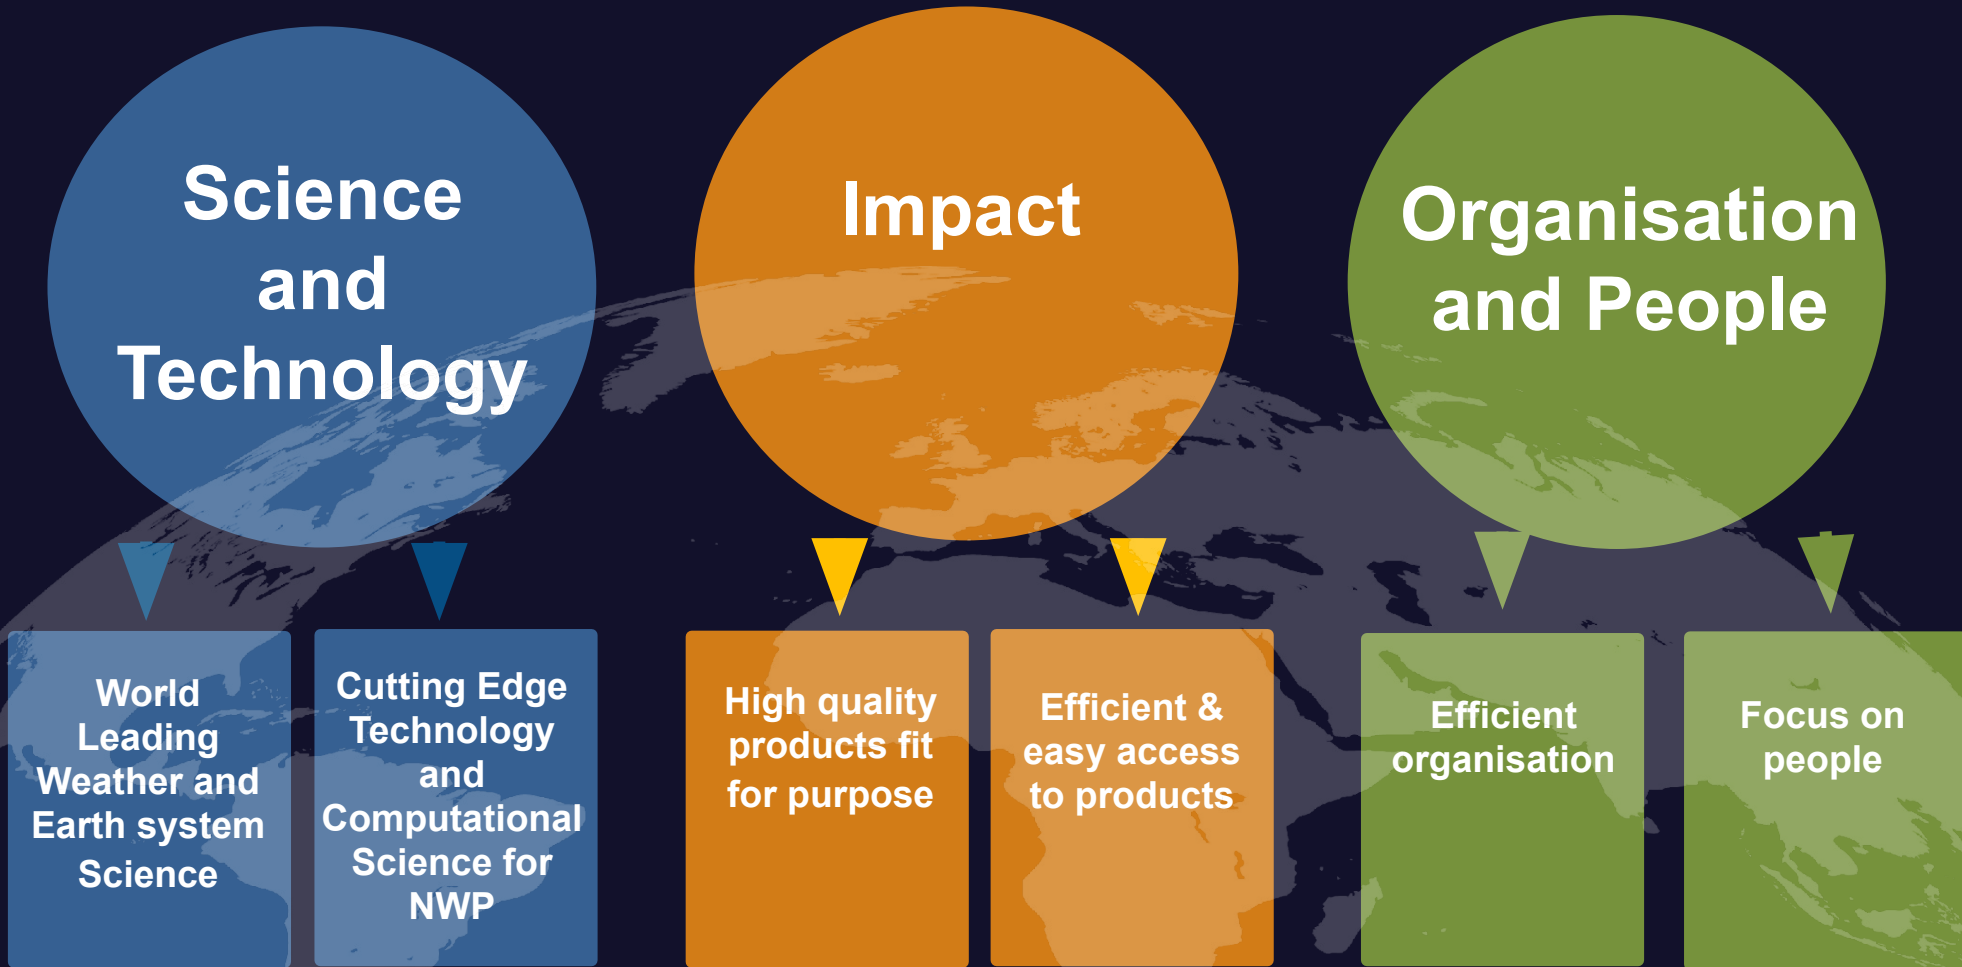 Science
and
Technology
Impact
Organisation
and People
World
Leading
Weather and
Earth system
Science
Cutting Edge
Technology
and
Computational
Science for
NWP
High quality
products fit
for purpose
Efficient &
easy access
to products
Efficient
organisation
Focus on
people